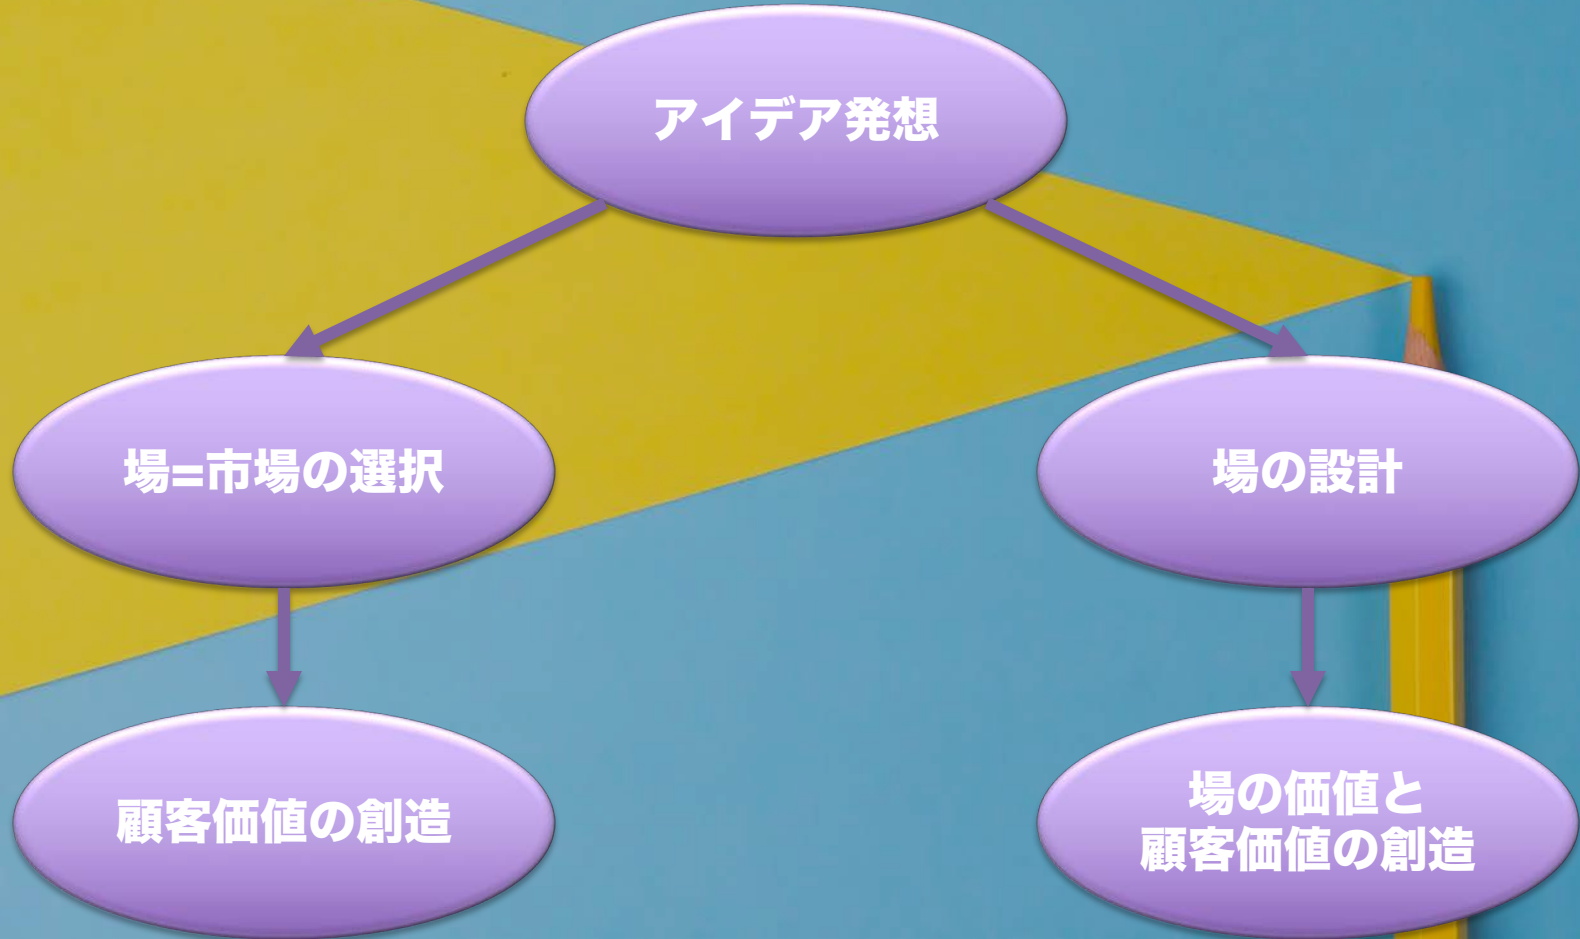 アイデア発想
場=市場の選択
場の設計
顧客価値の創造
場の価値と
顧客価値の創造